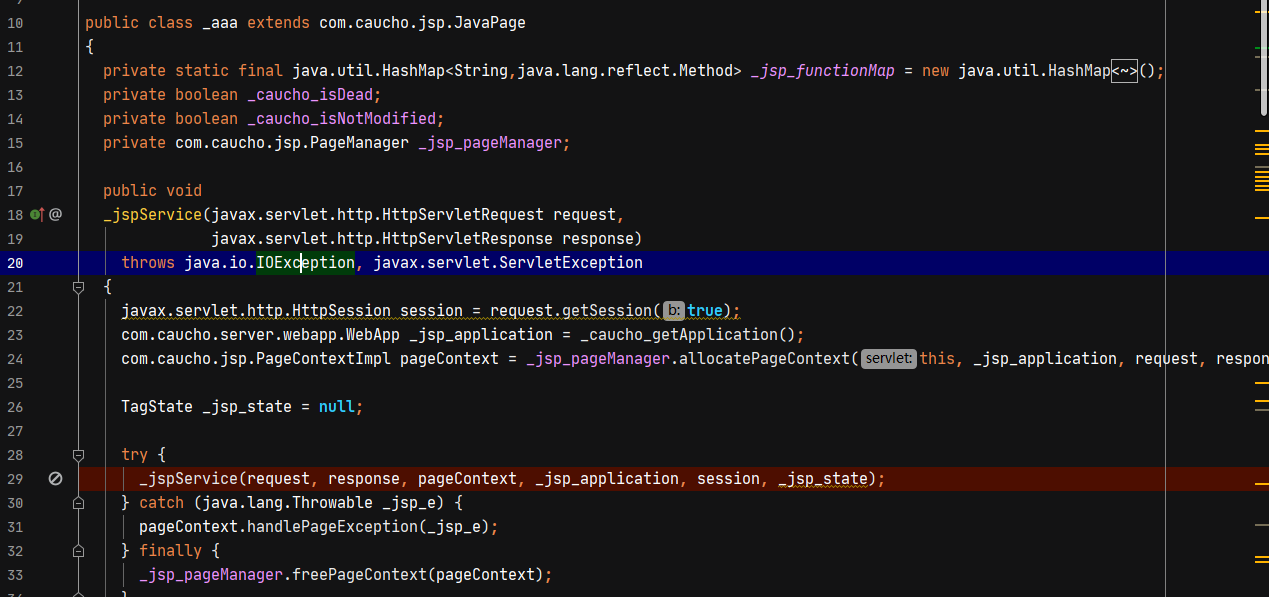 10 public class _aaa extends com.caucho.jsp.JavaPage
11 {
12 private static final java.util.HashMap<String,java.lang.reflect.Method> _jsp_functionMap = new java.util.HashMap<~>();
13 private boolean _caucho_isDead;
14 private boolean _caucho_isNotModified;
15 private com.caucho.jsp.PageManager _jsp_pageManager;
16
17 public void
18 @ _jspService(javax.servlet.http.HttpServletRequest request,
19 javax.servlet.http.HttpServletResponse response)
20 throws java.io.IOException, javax.servlet.ServletException
21 {
22 javax.servlet.http.HttpSession session = request.getSession( b: true);
23 com.caucho.server.webapp.WebApp _jsp_application = _caucho_getApplication();
24 com.caucho.jsp.PageContextImpl pageContext = _jsp_pageManager.allocatePageContext( servlet: this, _jsp_application, request, respon
25
26 TagState _jsp_state = null;
27
28 try {
29 _jspService(request, response, pageContext, _jsp_application, session, _jsp_state);
30 } catch (java.lang.Throwable _jsp_e) {
31 pageContext.handlePageException(_jsp_e);
32 } finally {
33 _jsp_pageManager.freePageContext(pageContext);